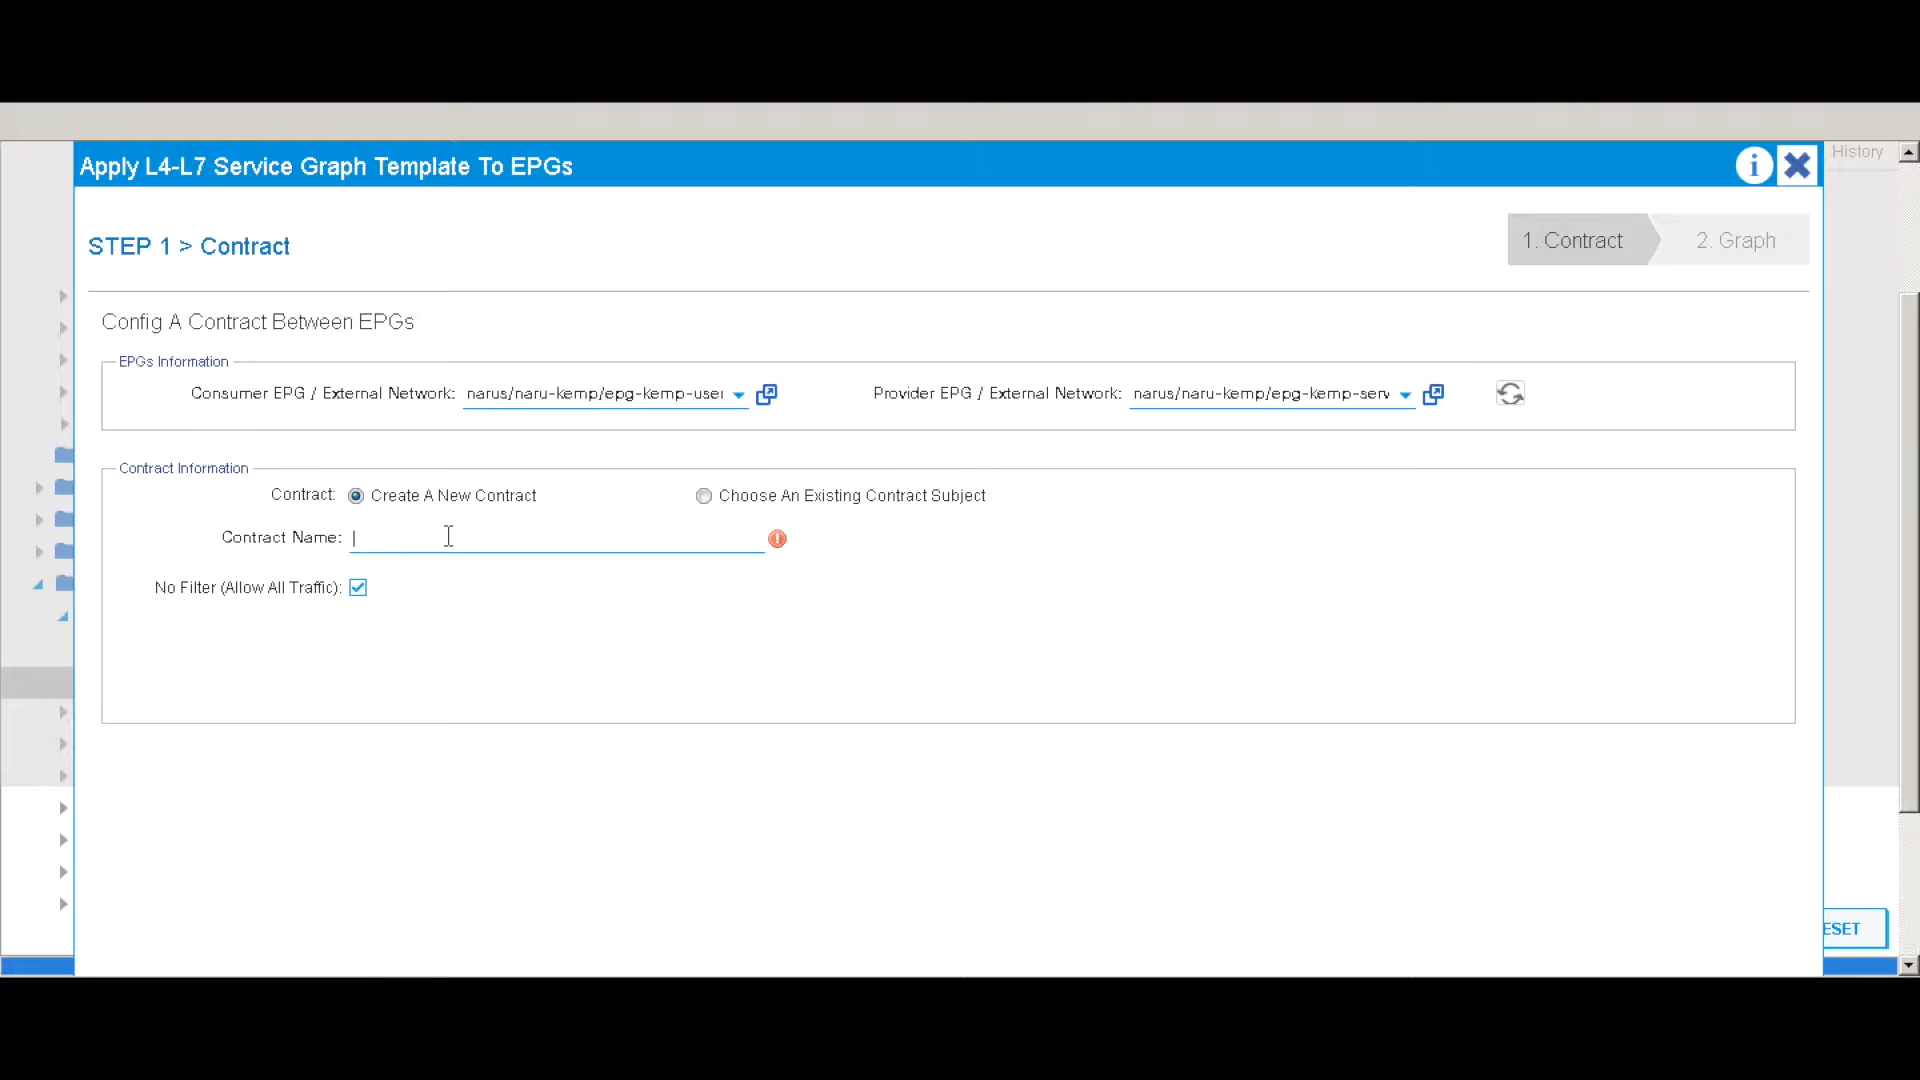 History
Apply L4-L7 Service Graph Template To EPGs
i
STEP 1 > Contract
1. Contract
2. Graph
Config A Contract Between EPGs
EPGs Information
Consumer EPG / External Network: narus/naru-kemp/epg-kemp-user
Provider EPG / External Network: narus/naru-kemp/epg-kemp-serv
Contract Information
Contract: Create A New Contract
Choose An Existing Contract Subject
Contract Name:
No Filter (Allow All Traffic):
ESET